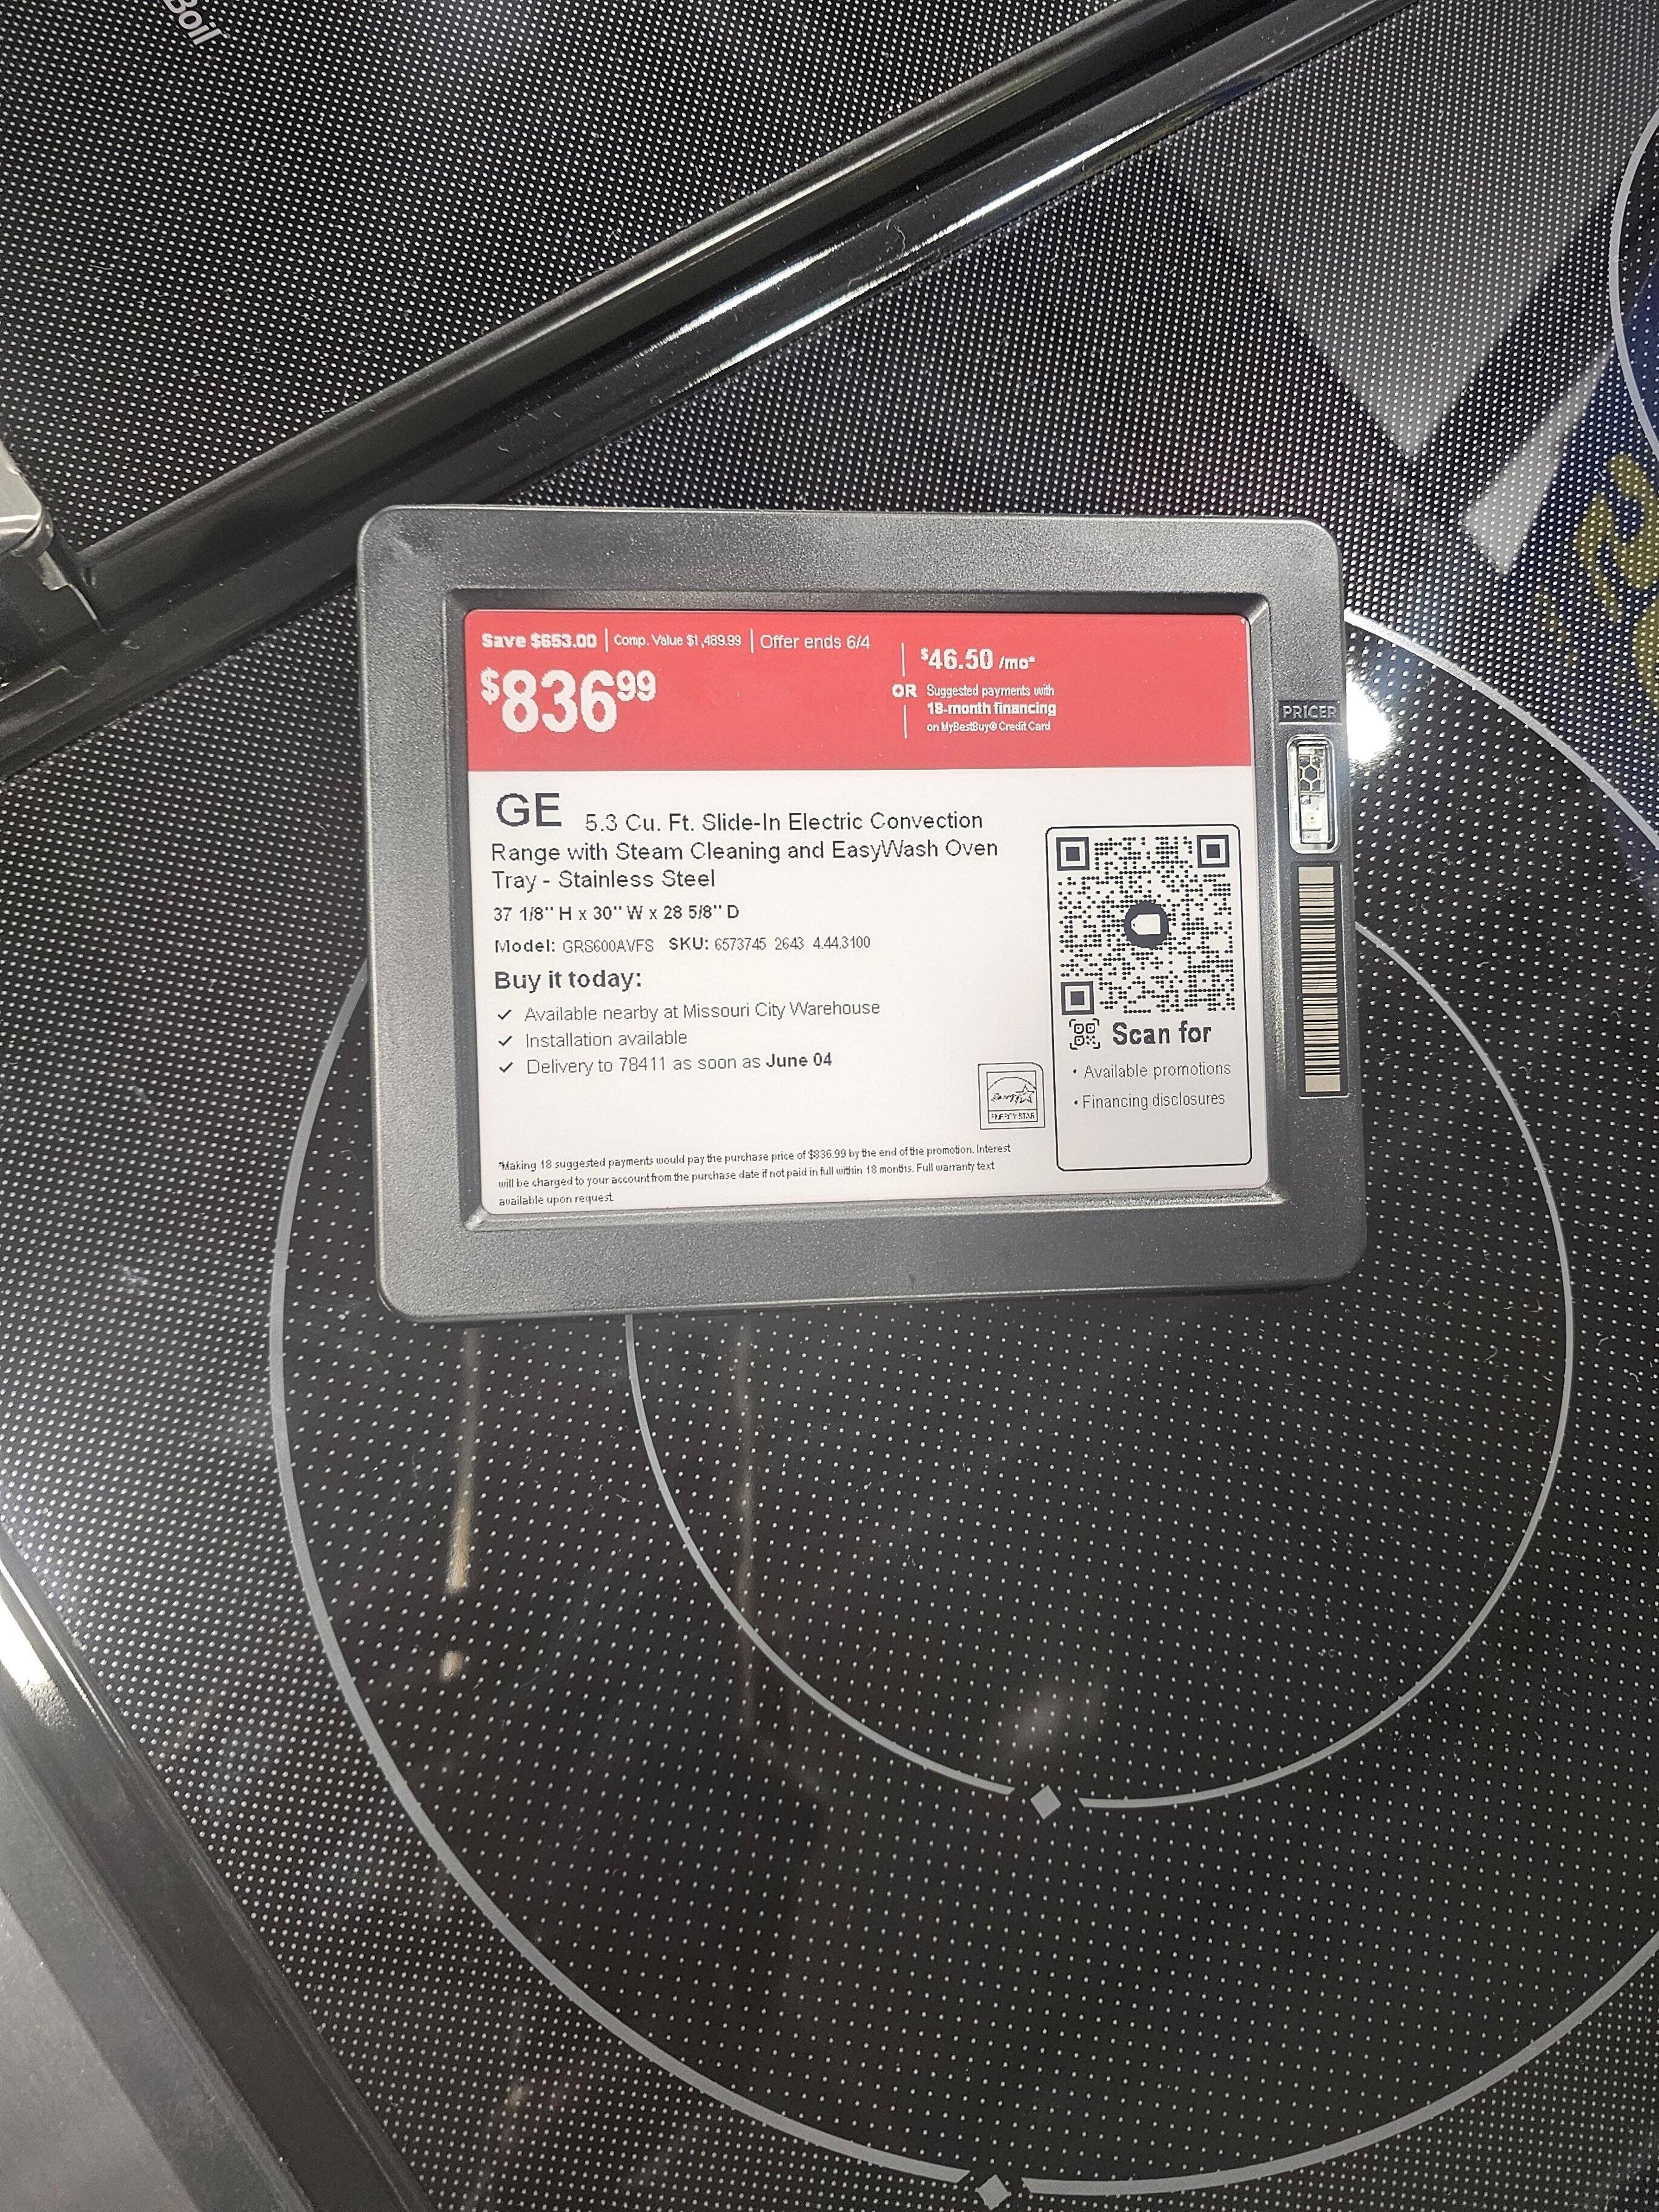 Boil
Save $653.00 | Comp. Value $1,489.99 | Offer ends 6/4
$836.99
OR
$46.50 /mo*
Suggested payments with
18-month financing
on MyBestBuy® Credit Card
PRICER
GE 5.3 Cu. Ft. Slide-In Electric Convection
Range with Steam Cleaning and EasyWash Oven
Tray - Stainless Steel
37 1/8" H x 30" W x 28 5/8" D
Model: GRS600AVFS SKU: 6573745 2643 4.44.3100
Buy it today:
✓ Available nearby at Missouri City Warehouse
✓ Installation available
✓ Delivery to 78411 as soon as June 04
ENERGY STAR
Scan for
• Available promotions
• Financing disclosures
*Making 18 suggested payments would pay the purchase price of $836.99 by the end of the promotion. Interest
will be charged to your account from the purchase date if not paid in full within 18 months. Full warranty text
available upon request.